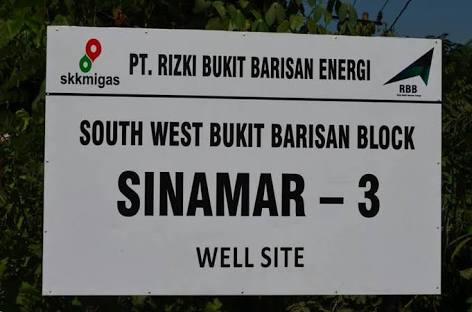 skkmigas
PT. RIZKI BUKIT BARISAN ENERGI
RBB
SOUTH WEST BUKIT BARISAN BLOCK
SINAMAR – 3
WELL SITE